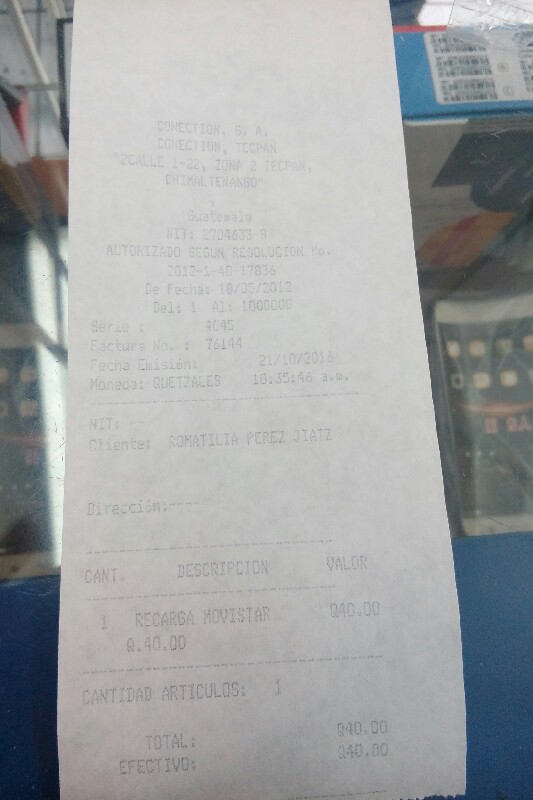 CONECTION, S. A.
CONECTION, TECPAN
"2CALLE 1-22, ZONA 2 TECPAN,
CHIMALTENANGO"
,
Guatemala
NIT: 2704633-8
AUTORIZADO SEGUN RESOLUCION No.
2012-1-48-17836
De Fecha: 18/05/2012
Del: 1 Al: 1000000
Serie : 4045
Factura No. : 76144
Fecha Emisión: 21/10/2016
Moneda: QUETZALES 10:35:46 a.m.
NIT: --
Cliente: ROMATILIA PEREZ JIATZ
Dirección:----
CANT. DESCRIPCION VALOR
1 RECARGA MOVISTAR Q40.00
Q.40.00
CANTIDAD ARTICULOS: 1
TOTAL: Q40.00
EFECTIVO: Q40.00